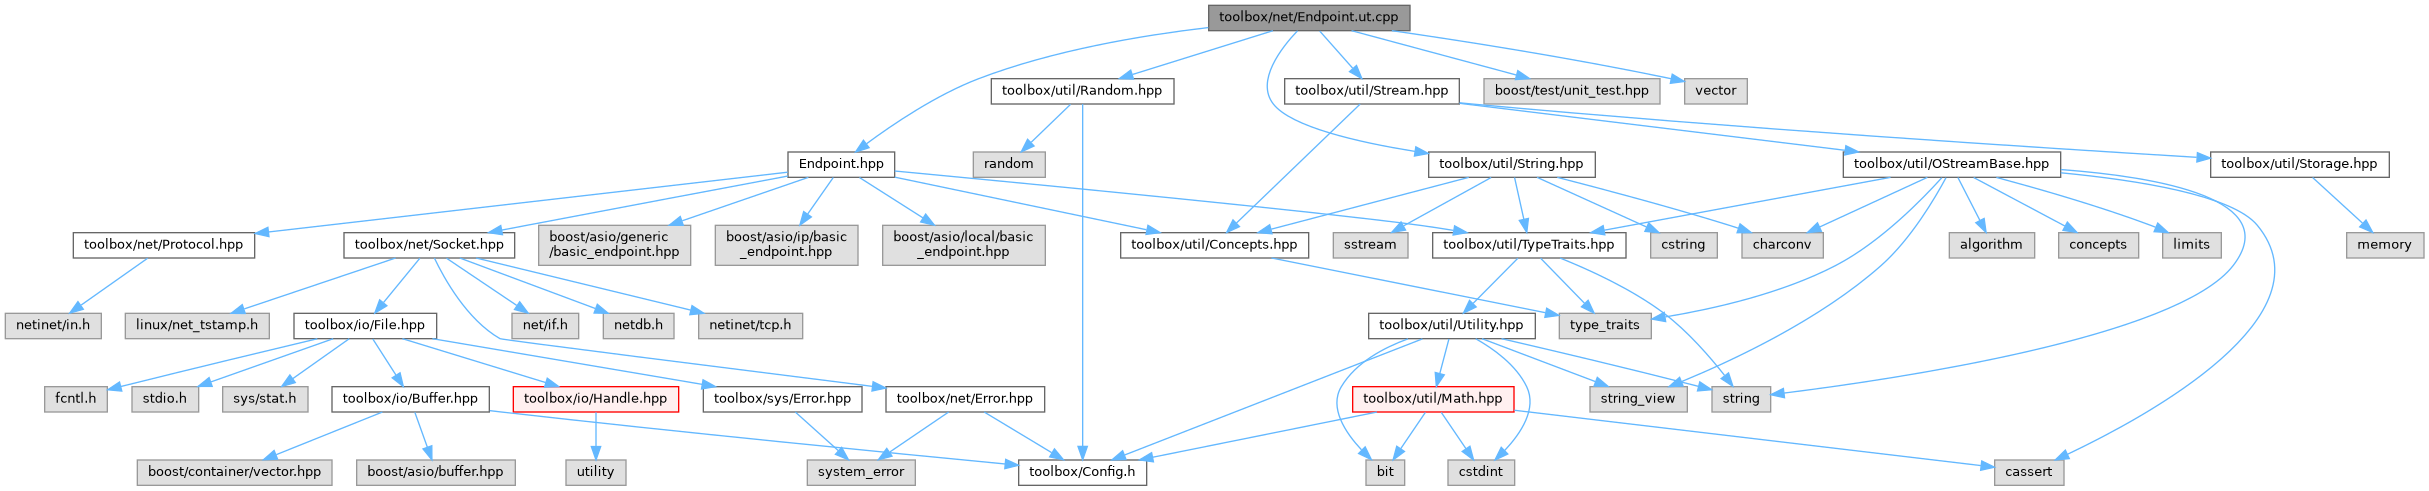 toolbox/net/Endpoint.ut.cpp
toolbox/util/Random.hpp
toolbox/util/Stream.hpp
boost/test/unit_test.hpp
vector
Endpoint.hpp
random
toolbox/util/String.hpp
toolbox/util/OStreamBase.hpp
toolbox/util/Storage.hpp
toolbox/net/Protocol.hpp
toolbox/net/Socket.hpp
boost/asio/generic
/basic_endpoint.hpp
boost/asio/ip/basic
_endpoint.hpp
boost/asio/local/basic
_endpoint.hpp
toolbox/util/Concepts.hpp
sstream
toolbox/util/TypeTraits.hpp
cstring
charconv
algorithm
concepts
limits
memory
netinet/in.h
linux/net_tstamp.h
toolbox/io/File.hpp
net/if.h
netdb.h
netinet/tcp.h
toolbox/util/Utility.hpp
type_traits
fcntl.h
stdio.h
sys/stat.h
toolbox/io/Buffer.hpp
toolbox/io/Handle.hpp
toolbox/sys/Error.hpp
toolbox/net/Error.hpp
toolbox/util/Math.hpp
string_view
string
boost/container/vector.hpp
boost/asio/buffer.hpp
utility
system_error
toolbox/Config.h
bit
cstdint
cassert